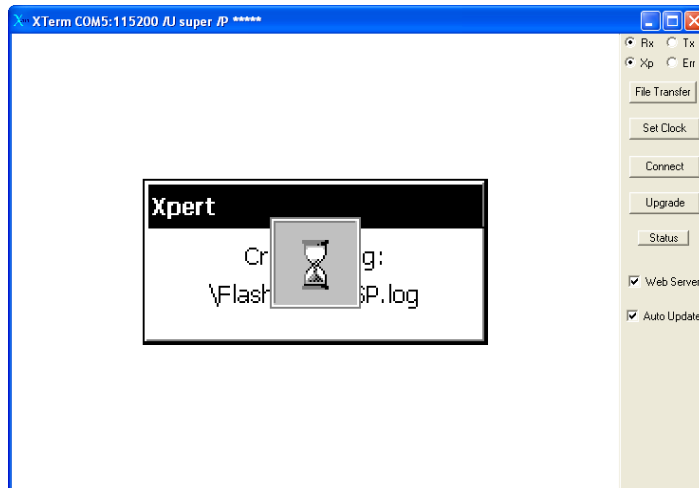 XTerm COM5:115200 /U super /P *****
Rx Tx
Xp Err
File Transfer
Set Clock
Connect
Upgrade
Status
Web Server
Auto Update
Xpert
Cr g:
\Flash SP.log